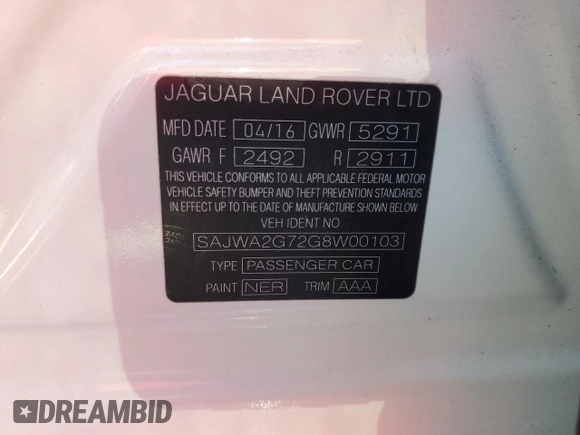 JAGUAR LAND ROVER LTD
MFD DATE 04/16 GVWR 5291
GAWR F 2492 R 2911
THIS VEHICLE CONFORMS TO ALL APPLICABLE FEDERAL MOTOR
VEHICLE SAFETY BUMPER AND THEFT PREVENTION STANDARDS
IN EFFECT UP TO THE DATE OF MANUFACTURE SHOWN BELOW.
VEH IDENT NO.
SAJWA2G72G8W00103
TYPE PASSENGER CAR
PAINT NER TRIM AAA
DREAMBID